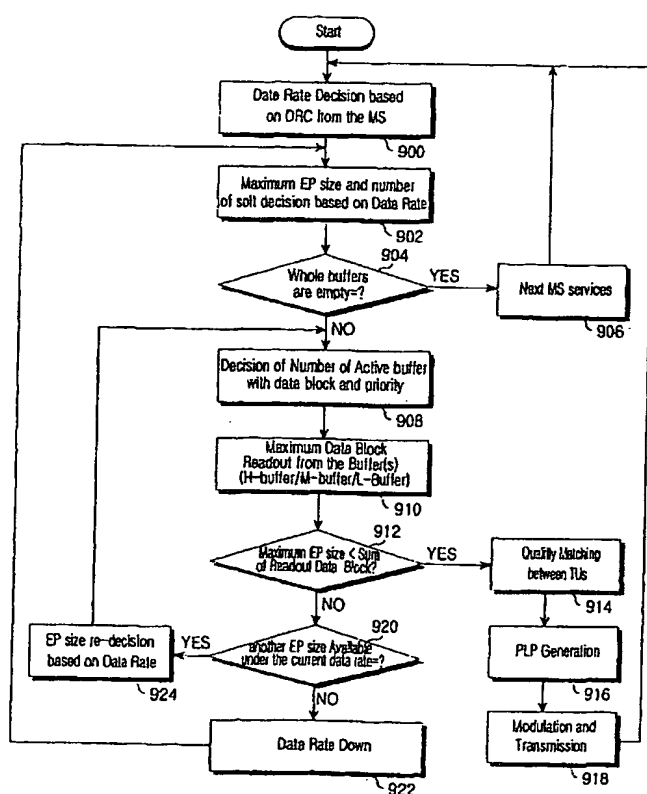 Start
Date Rate Decision based
on DRC from the MS
900
Maximum EP size and number
of solt decision based on Data Rate
902
904
Whole buffers
are empty=?
YES
Next MS services
906
NO
Decision of Number of Active buffer
with data block and priority
908
Maximum Data Block
Readout from the Buffer(s)
(H-buffer/M-buffer/L-Buffer)
910
912
Maximum EP size < Sum
of Readout Data Block?
YES
Quality Matching
between TUs
914
NO
920
another EP size Available
under the current data rate=?
YES
EP size re-decision
based on Data Rate
924
PLP Generation
916
NO
Data Rate Down
922
Modulation and
Transmission
918